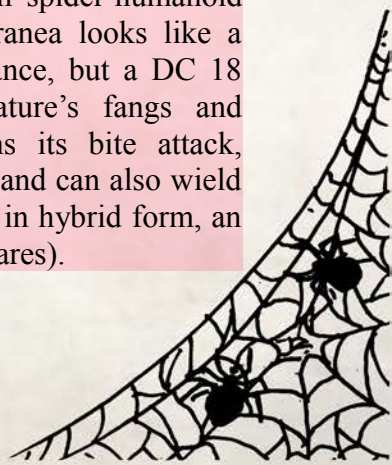 spider-humanoid
ranea looks like a
ance, but a DC 18
ature's fangs and
s its bite attack,
and can also wield
in hybrid form, an
ares).